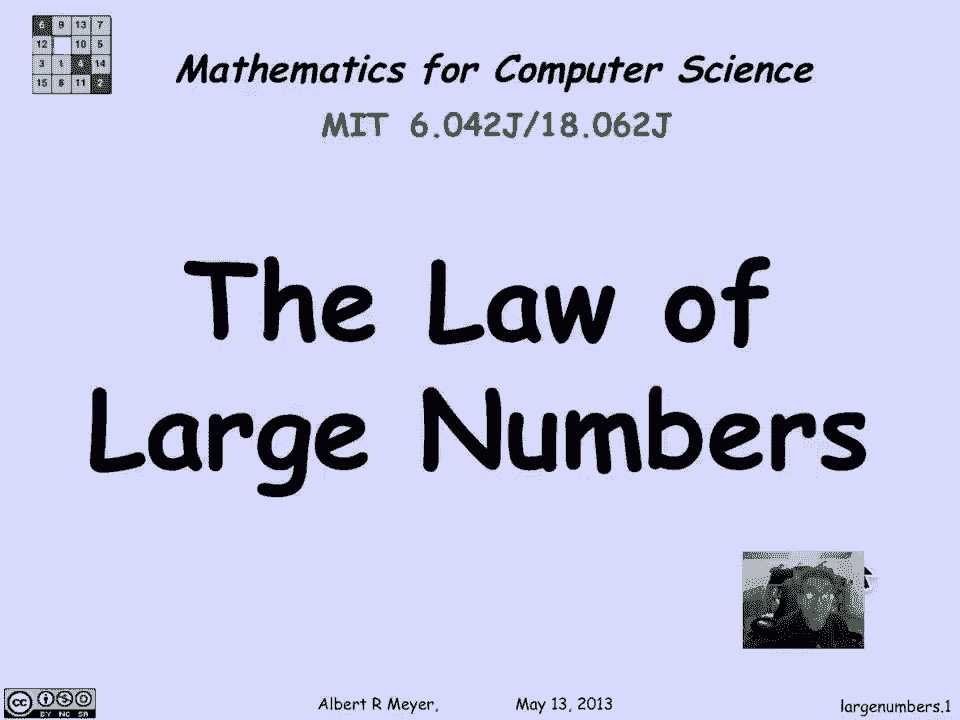 6 9 13 7
12 10 5
3 1 4 14
15 8 11 2
Mathematics for Computer Science
MIT 6.042J/18.062J
The Law of
Large Numbers
cc
BY NC SA
Albert R Meyer, May 13, 2013
largenumbers.1